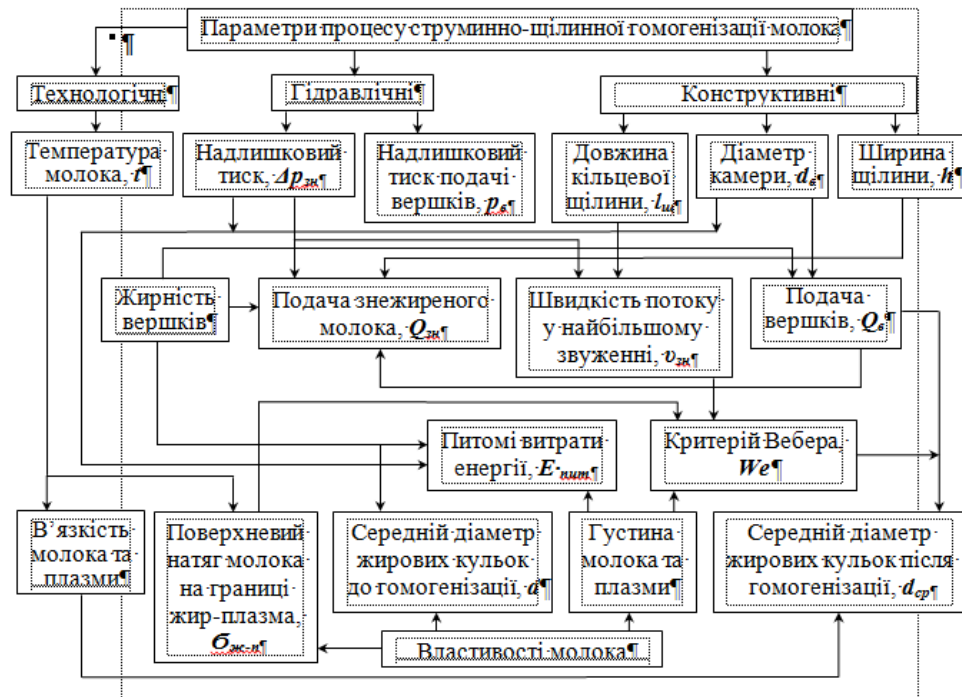 Параметри процесу струминно-щілинної гомогенізації молока¶
▪ ¶
Технологічні¶
Гідравлічні¶
Конструктивні¶
Температура
молока, t¶
Надлишковий
тиск, Δpзн¶
Надлишковий
тиск подачі
вершків, pв¶
Довжина
кільцевої
щілини, lщ¶
Діаметр
камери, dв¶
Ширина
щілини, h¶
Жирність
вершків¶
Подача знежиреного
молока, Qзн¶
Швидкість потоку
у найбільшому
звуженні, υзн¶
Подача
вершків, Qв¶
Питомі витрати
енергії, E пит¶
Критерій Вебера,
We¶
В’язкість
молока та
плазми¶
Поверхневий
натяг молока
на границі
жир-плазма,
σж-п¶
Середній діаметр
жирових кульок
до гомогенізації, d¶
Густина
молока та
плазми¶
Середній діаметр
жирових кульок після
гомогенізації, dср¶
Властивості молока¶